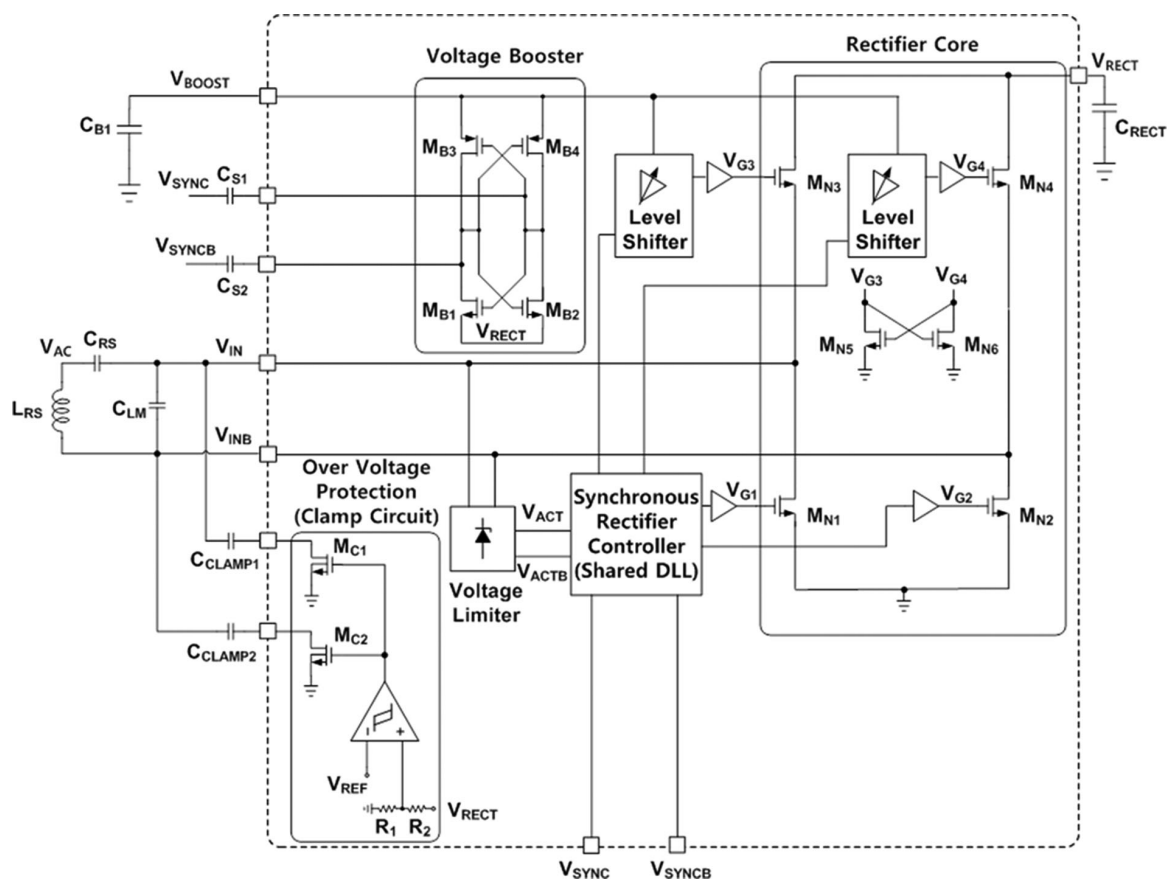 Voltage Booster
Rectifier Core
VBOOST
VRECT
CB1
CRECT
MB3
MB4
VG3
VG4
MN3
MN4
VSYNC
CS1
Level
Shifter
Level
Shifter
VSYNCB
CS2
VG3
VG4
MB1
MB2
VRECT
MN5
MN6
CRS
VAC
VIN
LRS
CLM
VINB
Over Voltage
Protection
(Clamp Circuit)
Synchronous
Rectifier
Controller
(Shared DLL)
VG1
VG2
MN1
MN2
VACT
VACTB
MC1
CCLAMP1
Voltage
Limiter
MC2
CCLAMP2
- +
VREF
VRECT
R1 R2
VSYNC
VSYNCB